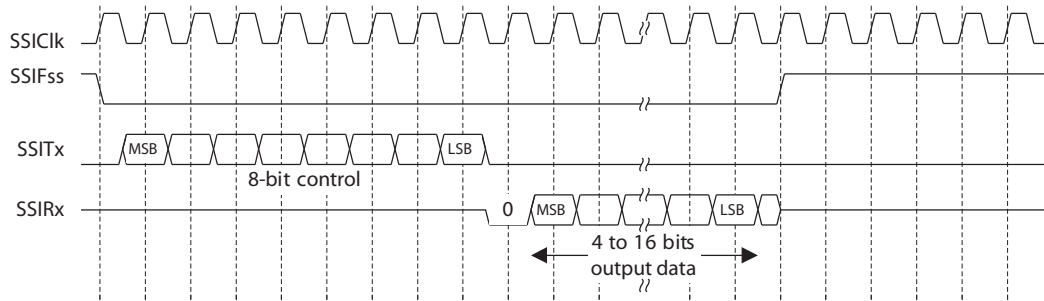 SSIClk
SSIFss
SSITx
MSB
LSB
8-bit control
SSIRx
0
MSB
LSB
4 to 16 bits
output data